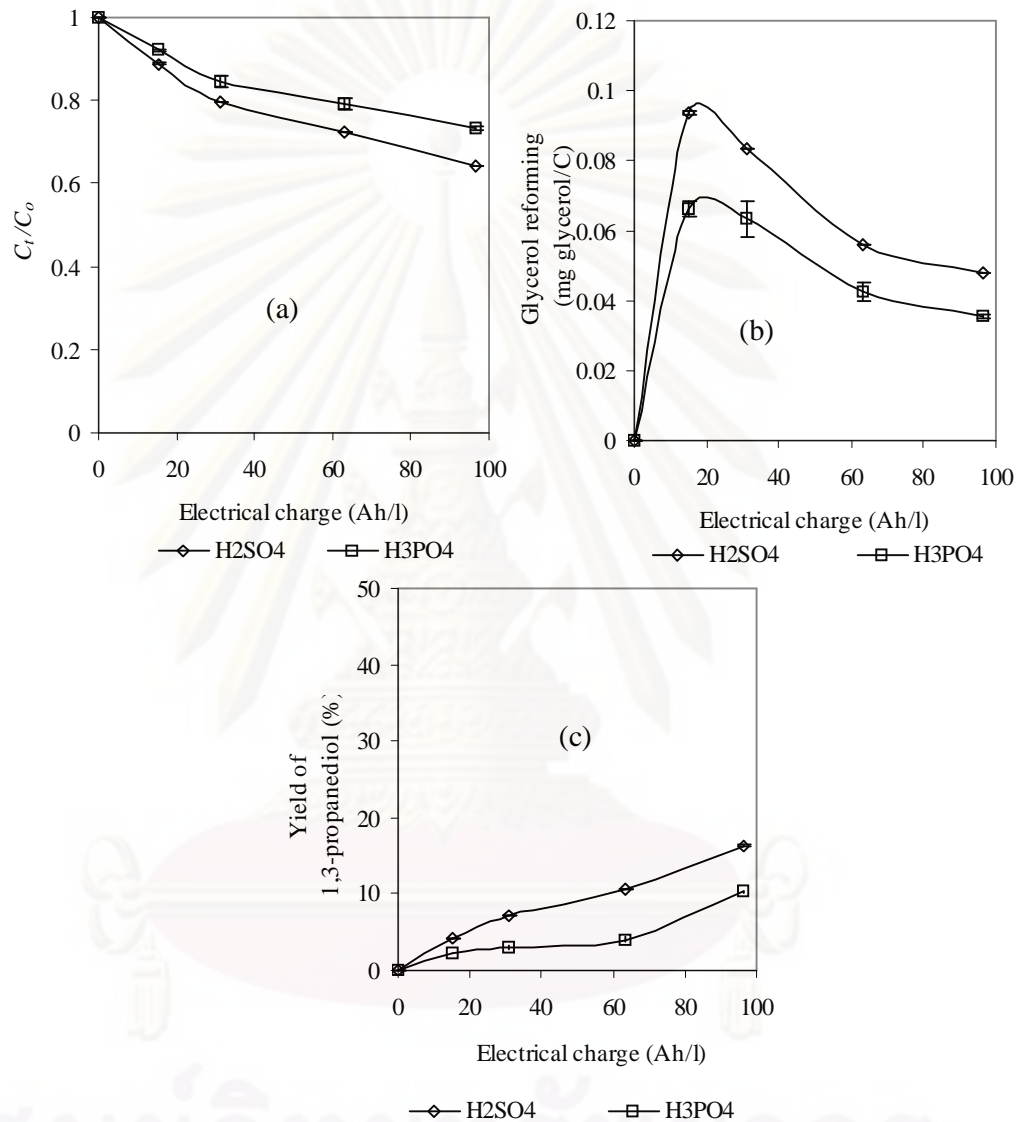 1
0.8
0.6
0.4
0.2
0
Ct/Co
(a)
0 20 40 60 80 100
Electrical charge (Ah/l)
H2SO4 H3PO4
0.12
0.1
0.08
0.06
0.04
0.02
0
Glycerol reforming
(mg glycerol/C)
(b)
0 20 40 60 80 100
Electrical charge (Ah/l)
H2SO4 H3PO4
50
40
30
20
10
0
Yield of
1,3-propanediol (%)
(c)
0 20 40 60 80 100
Electrical charge (Ah/l)
H2SO4 H3PO4